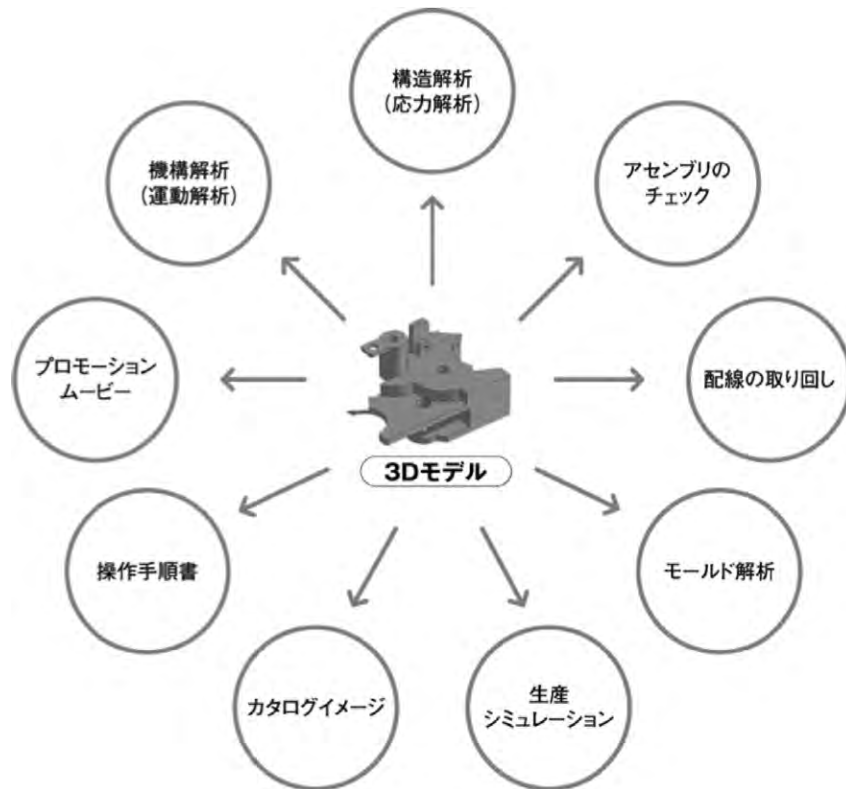 構造解析
(応力解析)
アセンブリの
チェック
機構解析
(運動解析)
プロモーション
ムービー
配線の取り回し
3Dモデル
操作手順書
モールド解析
カタログイメージ
生産
シミュレーション